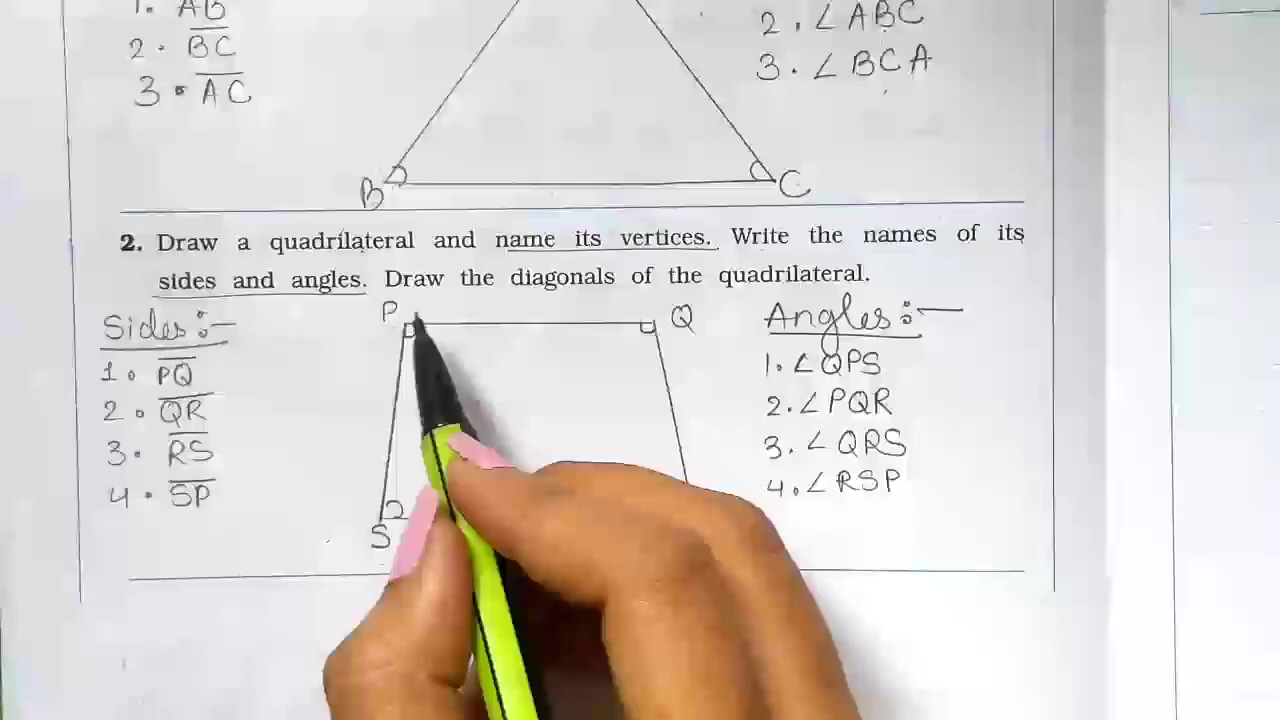 1. AB
2. BC
3. AC
2. ∠ABC
3. ∠BCA
B
C
2. Draw a quadrilateral and name its vertices. Write the names of its
sides and angles. Draw the diagonals of the quadrilateral.
Sides :-
1. PQ
2. QR
3. RS
4. SP
P
Q
S
Angles :-
1. ∠QPS
2. ∠PQR
3. ∠QRS
4. ∠RSP